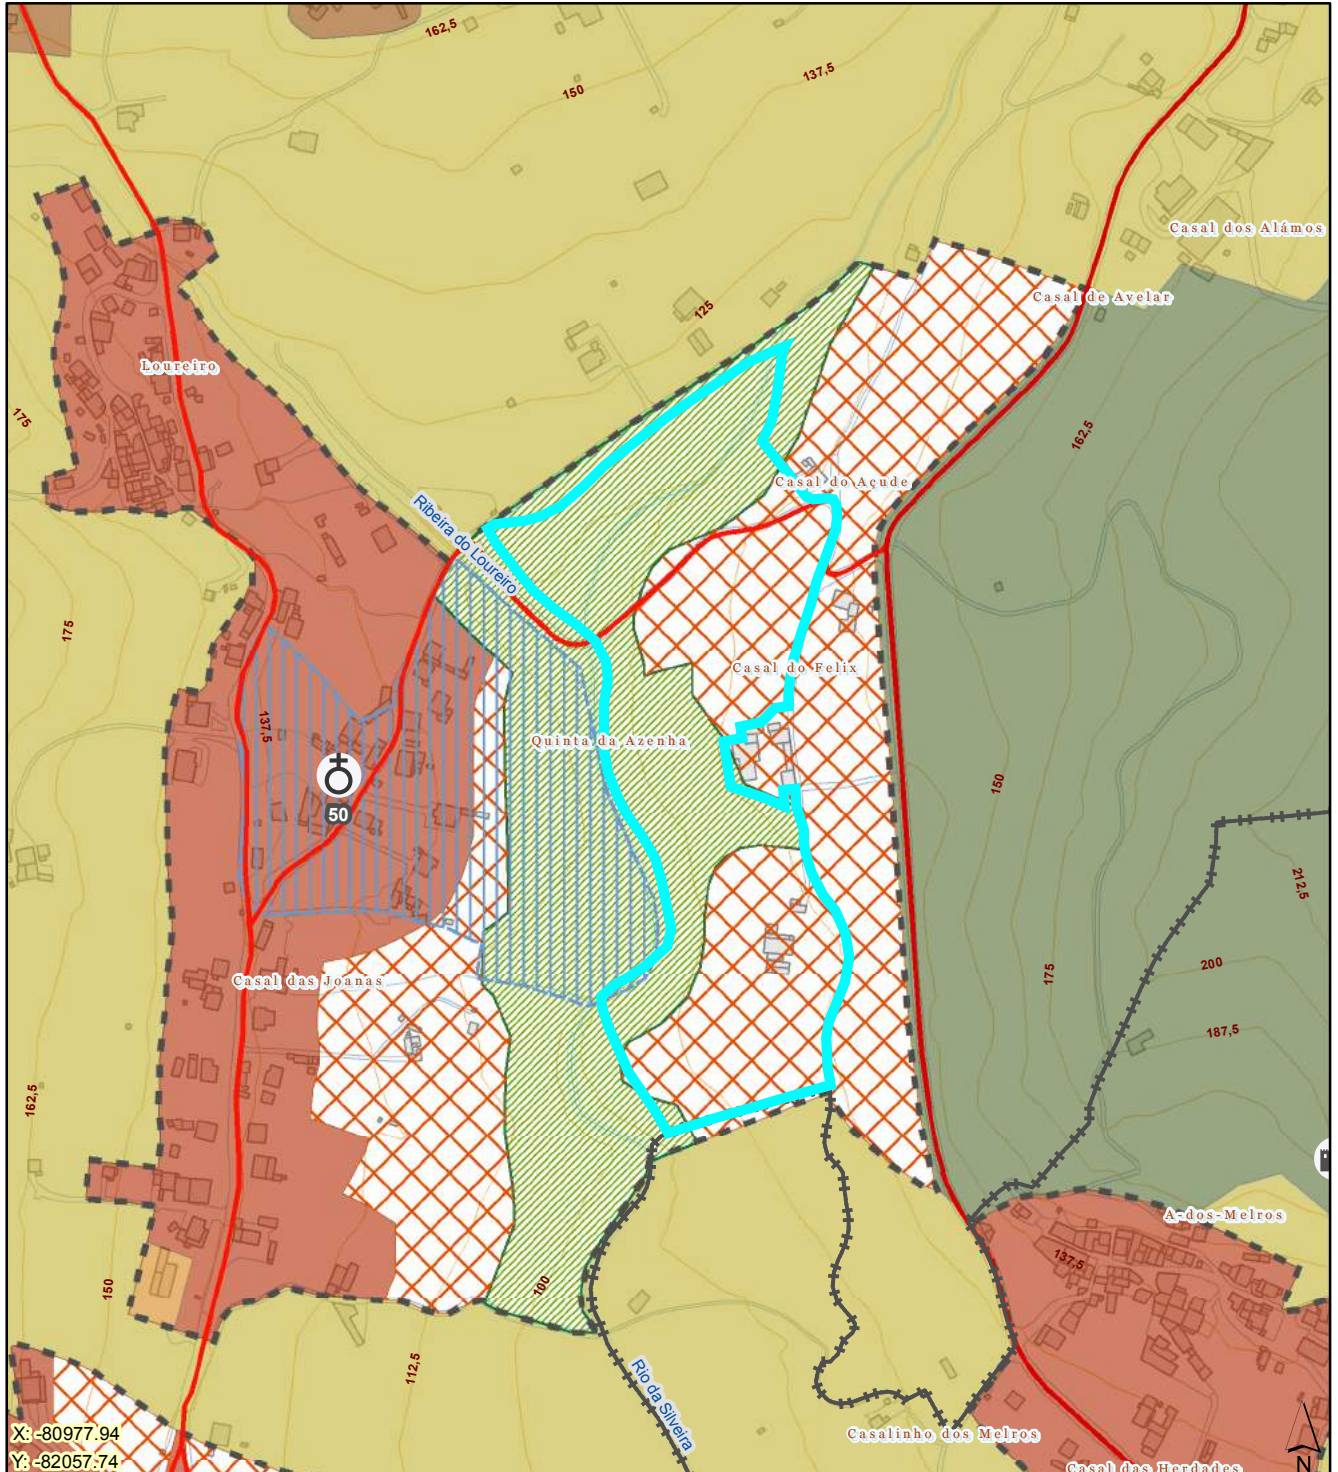 162,5
137,5
150
Casal dos Alámos
Casal de Avelar
125
Loureiro
175
162,5
Casal do Açude
Ribeira do Loureiro
175
Casal do Felix
137,5
Quinta da Azenha
150
50
212,5
200
175
Casal das Joanas
187,5
162,5
A-dos-Melros
137,5
150
100
112,5
Rio da Silveira
X: -80977.94
Casalinho dos Melros
Y: -82057.74
N
Casal das Herdades